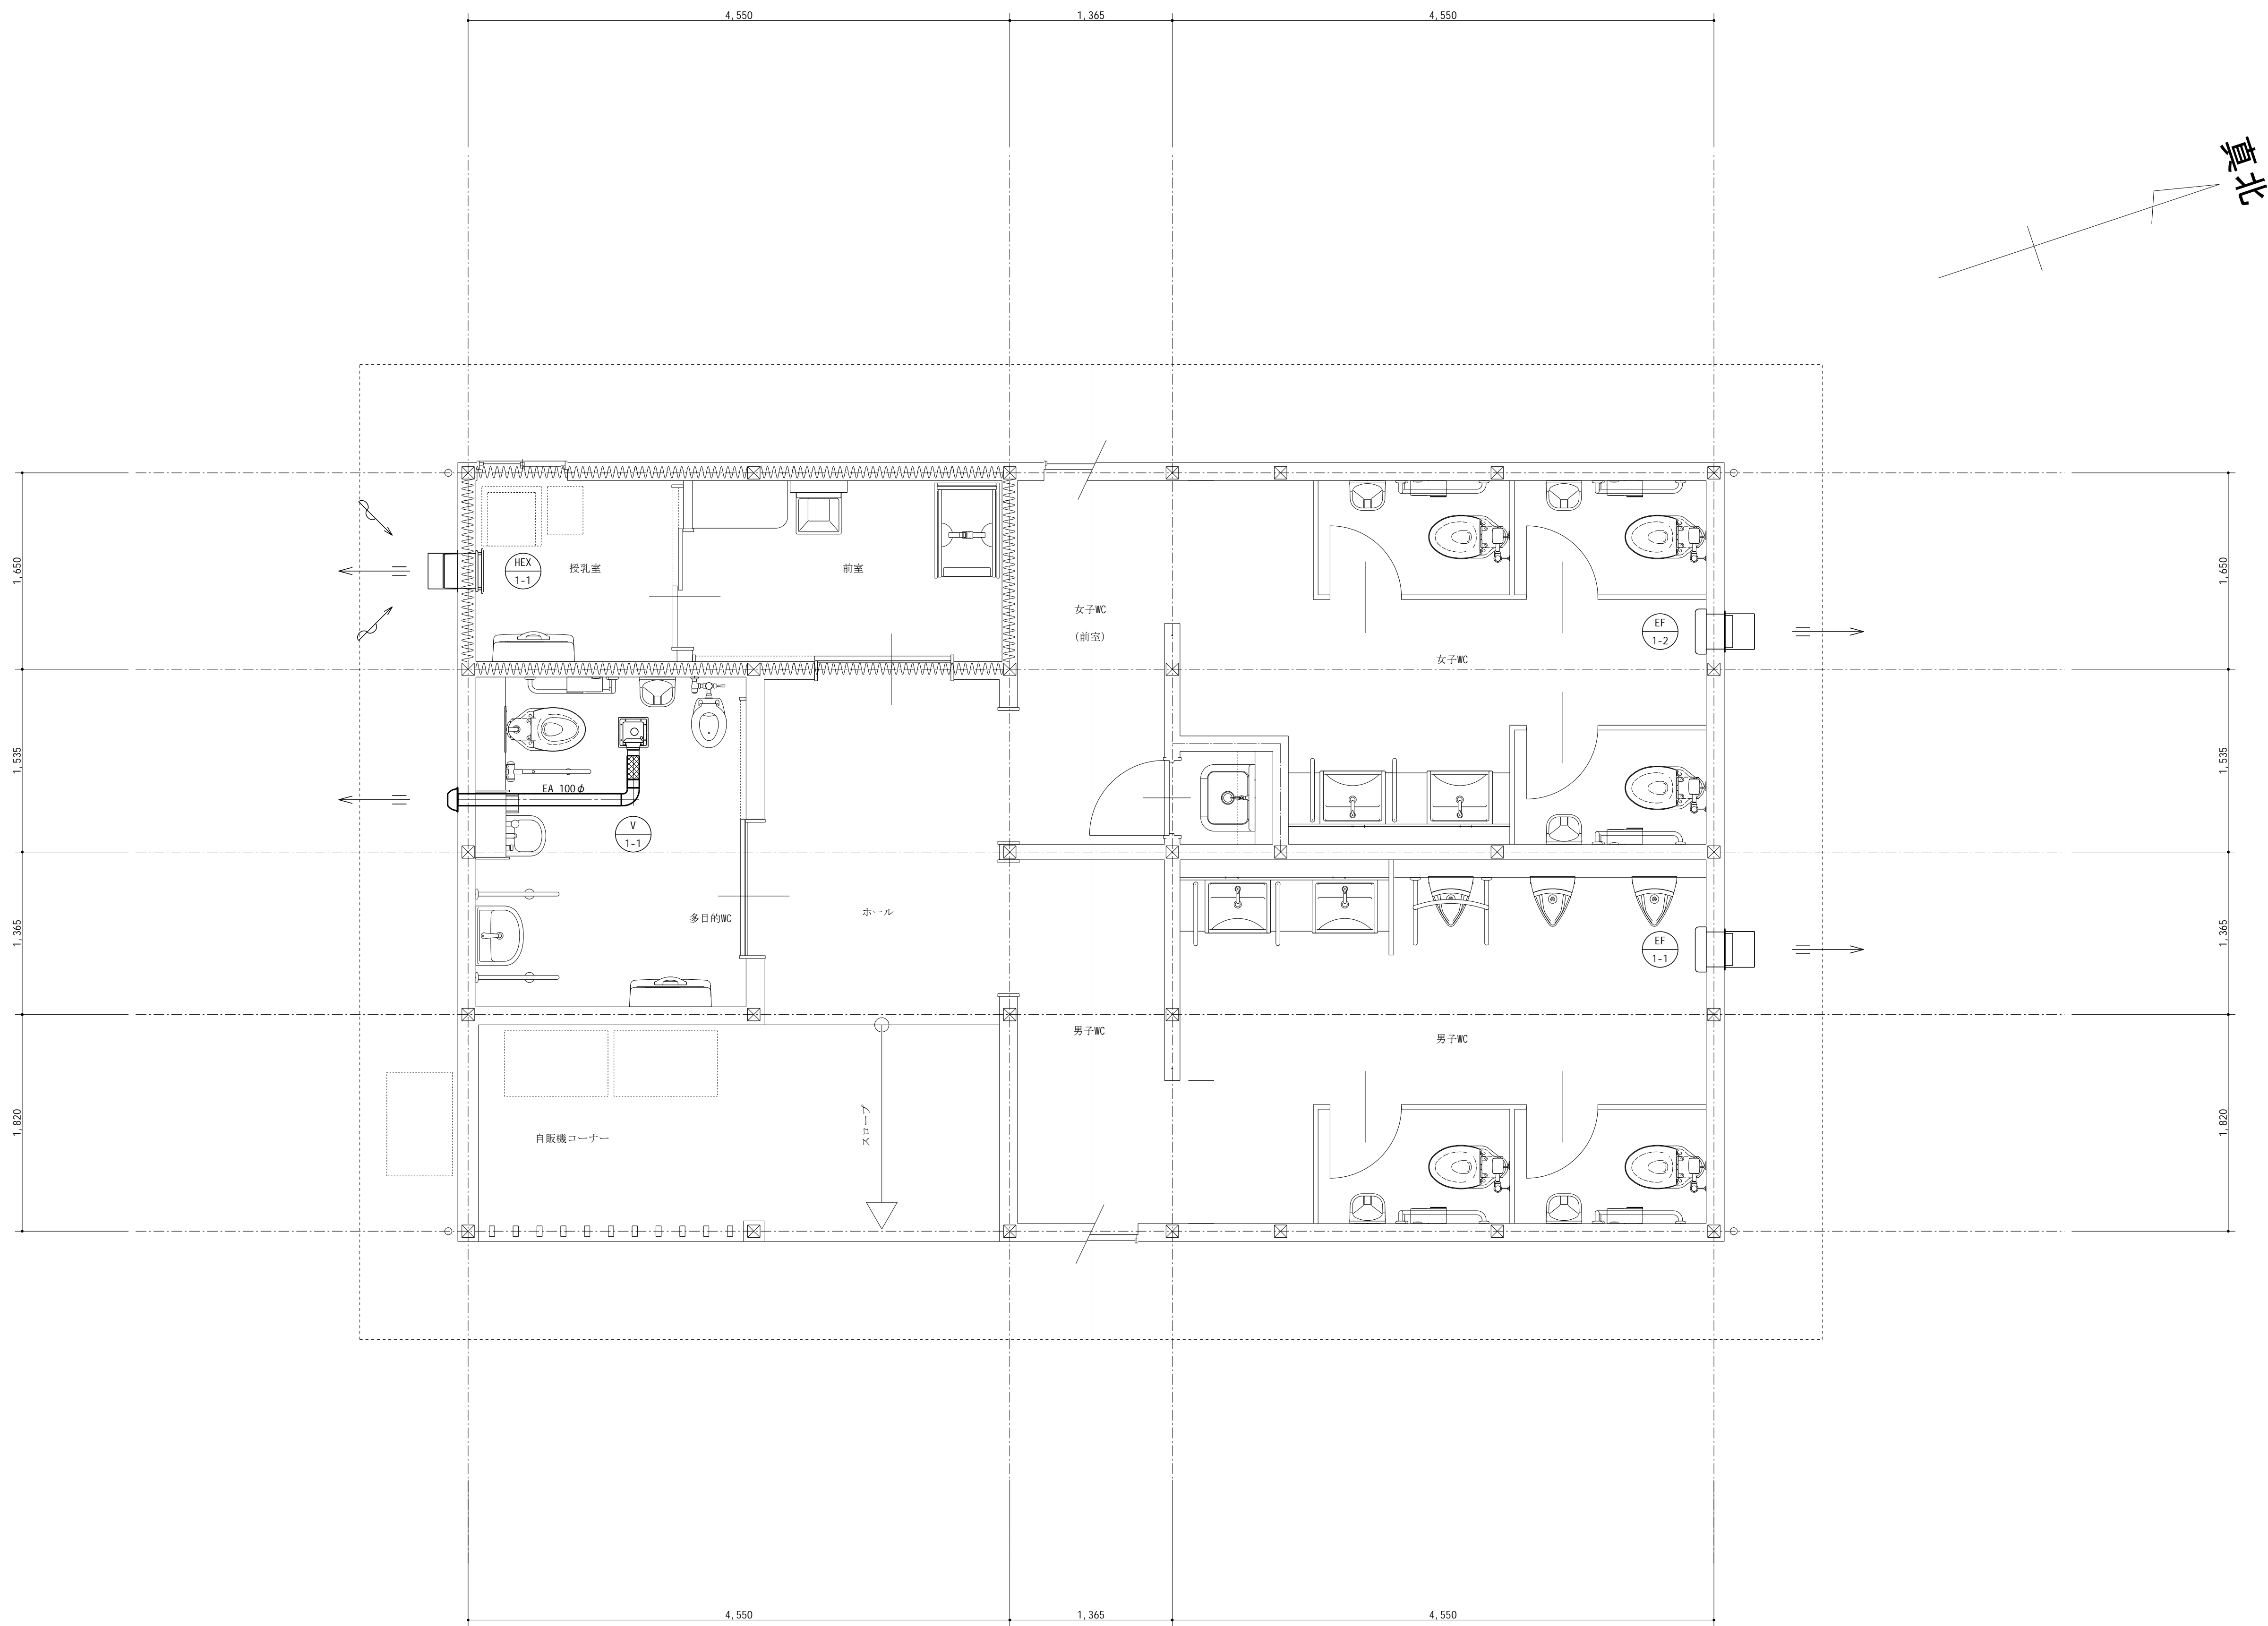 4,550
1,365
4,550
真北
1,650
HEX
1-1
授乳室
前室
女子WC
(前室)
EF
1-2
女子WC
1,650
1,535
EA 100φ
V
1-1
1,535
1,365
多目的WC
ホール
EF
1-1
1,365
男子WC
男子WC
1,820
自販機コーナー
スロープ
1,820
4,550
1,365
4,550